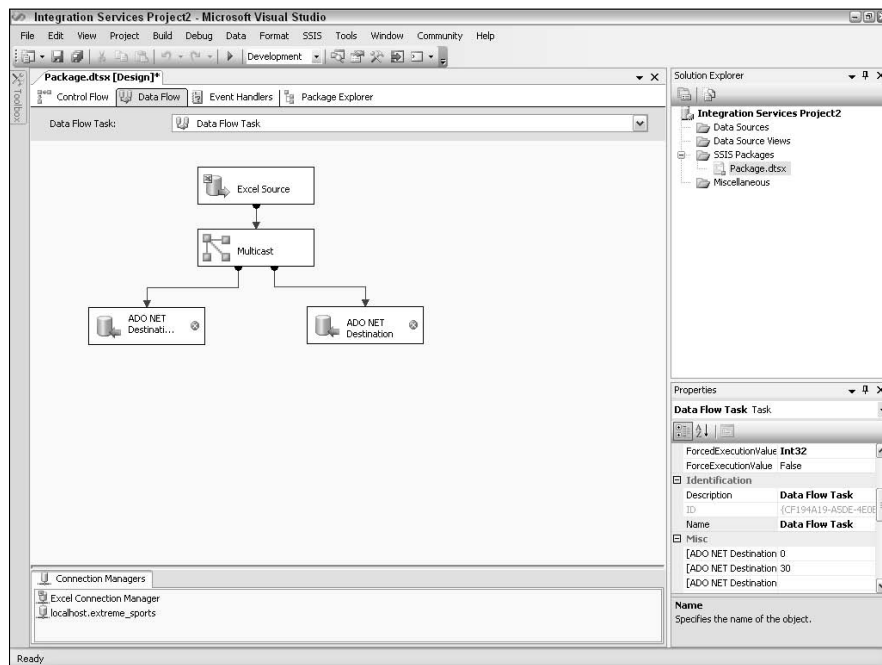 Integration Services Project2 - Microsoft Visual Studio
File Edit View Project Build Debug Data Format SSIS Tools Window Community Help
Development
Toolbox
Package.dtsx [Design]*
Control Flow Data Flow Event Handlers Package Explorer
Data Flow Task: Data Flow Task
Excel Source
Multicast
ADO NET
Destinati...
ADO NET
Destination
Connection Managers
Excel Connection Manager
localhost.extreme_sports
Solution Explorer
Integration Services Project2
Data Sources
Data Source Views
SSIS Packages
Package.dtsx
Miscellaneous
Properties
Data Flow Task Task
ForcedExecutionValue Int32
ForceExecutionValue False
Identification
Description Data Flow Task
ID {CF194A19-A5DE-4E0E
Name Data Flow Task
Misc
[ADO NET Destination 0
[ADO NET Destination 30
[ADO NET Destination
Name
Specifies the name of the object.
Ready